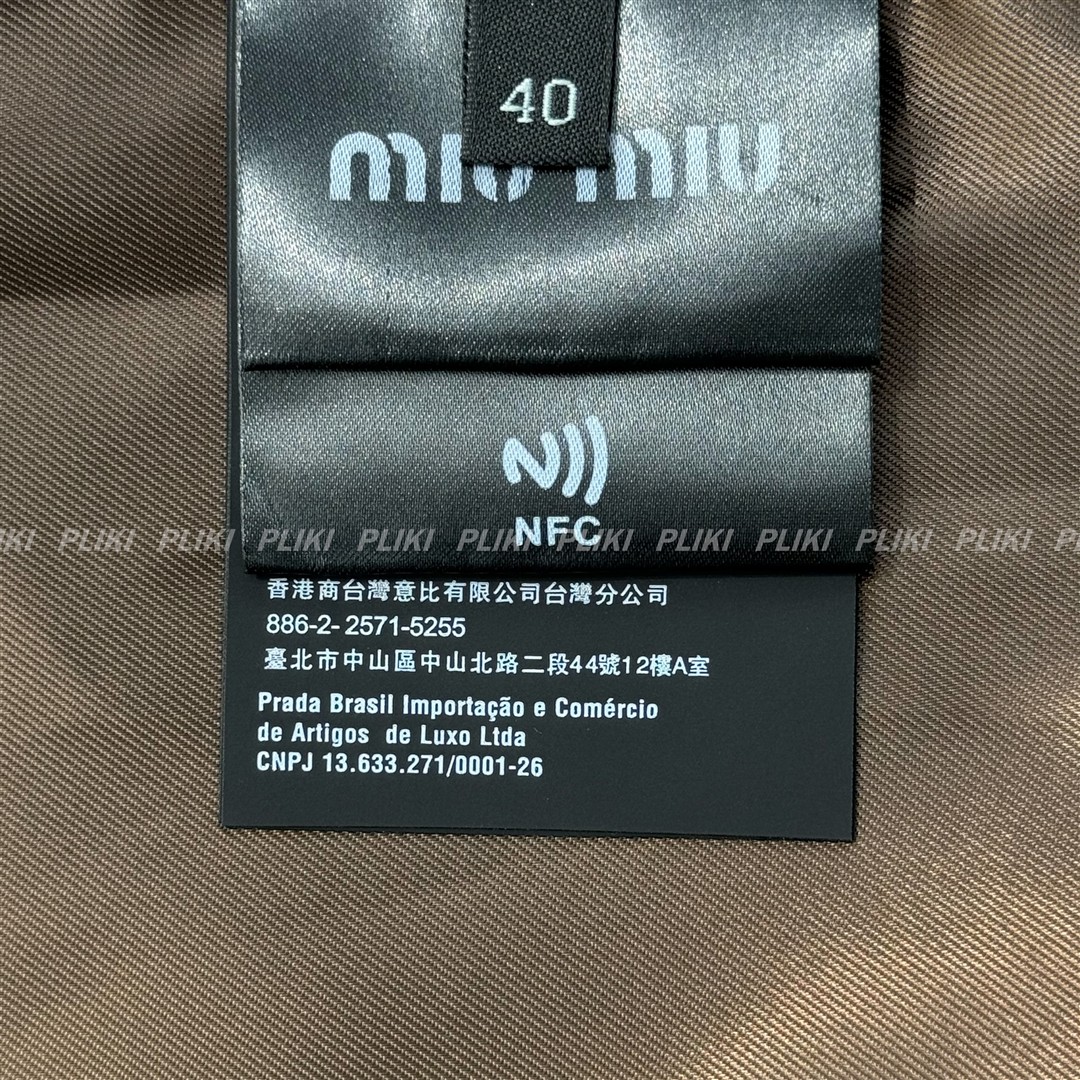 40
miu miu
NFC
PLIKI PLIKI PLIKI PLIKI PLIKI PLIKI PLIKI PLIKI PLIKI
香港商台灣意比有限公司台灣分公司
886-2- 2571-5255
臺北市中山區中山北路二段44號12樓A室
Prada Brasil Importação e Comércio
de Artigos de Luxo Ltda
CNPJ 13.633.271/0001-26